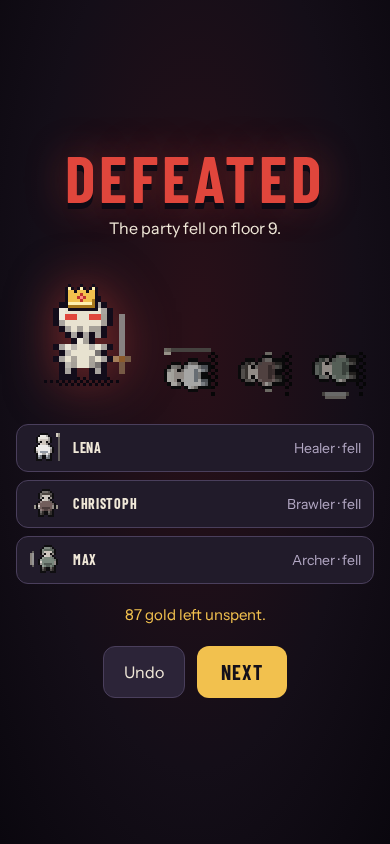 DEFEATED
The party fell on floor 9.
LENA Healer · fell
CHRISTOPH Brawler · fell
MAX Archer · fell
87 gold left unspent.
Undo NEXT